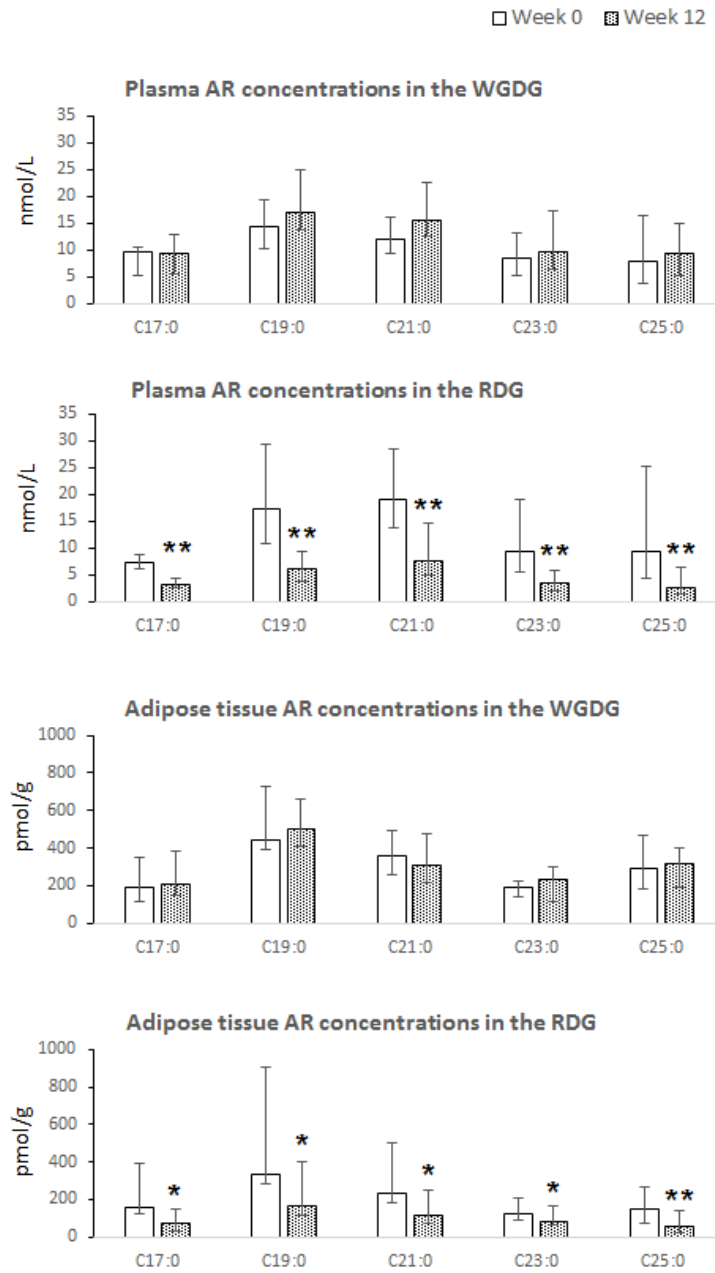 Week 0 Week 12
Plasma AR concentrations in the WGDG
35
30
25
20
15
10
5
0
nmol/L
C17:0 C19:0 C21:0 C23:0 C25:0
Plasma AR concentrations in the RDG
35
30
25
20
15
10
5
0
nmol/L
** ** ** ** **
C17:0 C19:0 C21:0 C23:0 C25:0
Adipose tissue AR concentrations in the WGDG
1000
800
600
400
200
0
pmol/g
C17:0 C19:0 C21:0 C23:0 C25:0
Adipose tissue AR concentrations in the RDG
1000
800
600
400
200
0
pmol/g
* * * * **
C17:0 C19:0 C21:0 C23:0 C25:0